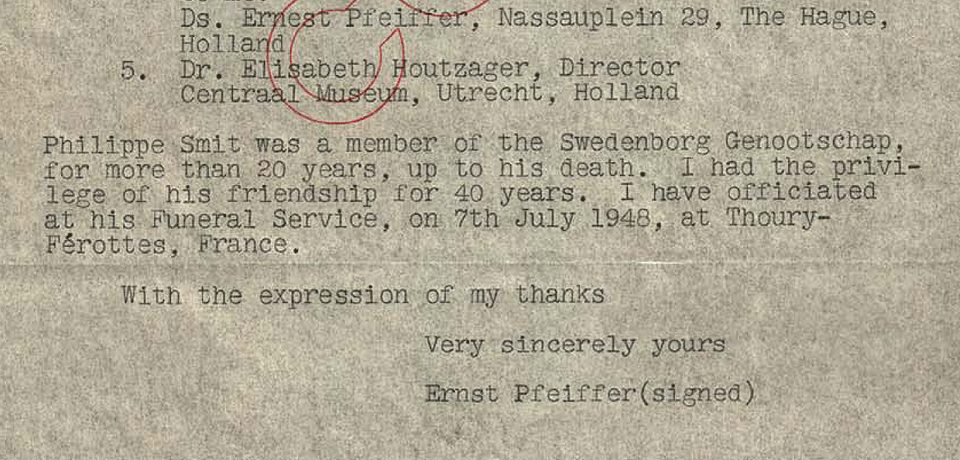 Ds. Ernest Pfeiffer, Nassauplein 29, The Hague,
Holland
5. Dr. Elisabeth Houtzager, Director
Centraal Museum, Utrecht, Holland
Philippe Smit was a member of the Swedenborg Genootschap,
for more than 20 years, up to his death. I had the privi-
lege of his friendship for 40 years. I have officiated
at his Funeral Service, on 7th July 1948, at Thoury-
Férottes, France.
With the expression of my thanks
Very sincerely yours
Ernst Pfeiffer(signed)